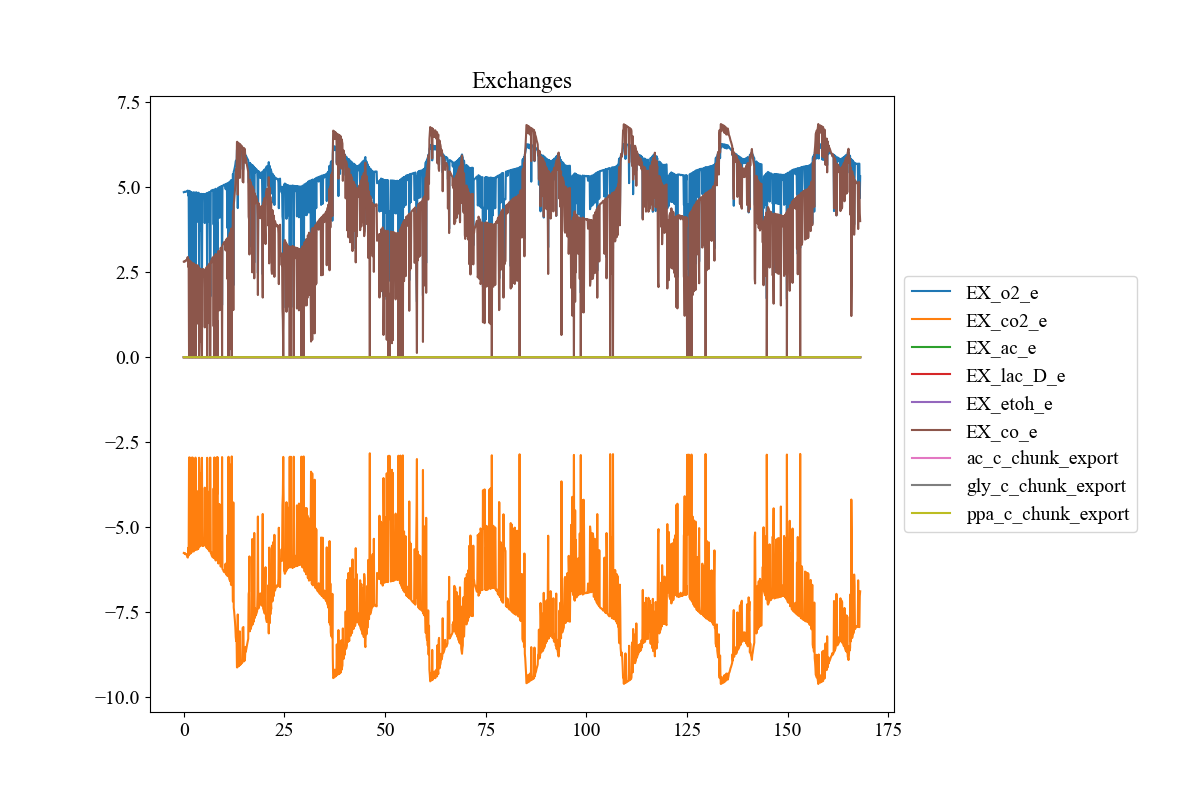 Exchanges
7.5
5.0
2.5
0.0
−2.5
−5.0
−7.5
−10.0
0 25 50 75 100 125 150 175
EX_o2_e
EX_co2_e
EX_ac_e
EX_lac_D_e
EX_etoh_e
EX_co_e
ac_c_chunk_export
gly_c_chunk_export
ppa_c_chunk_export